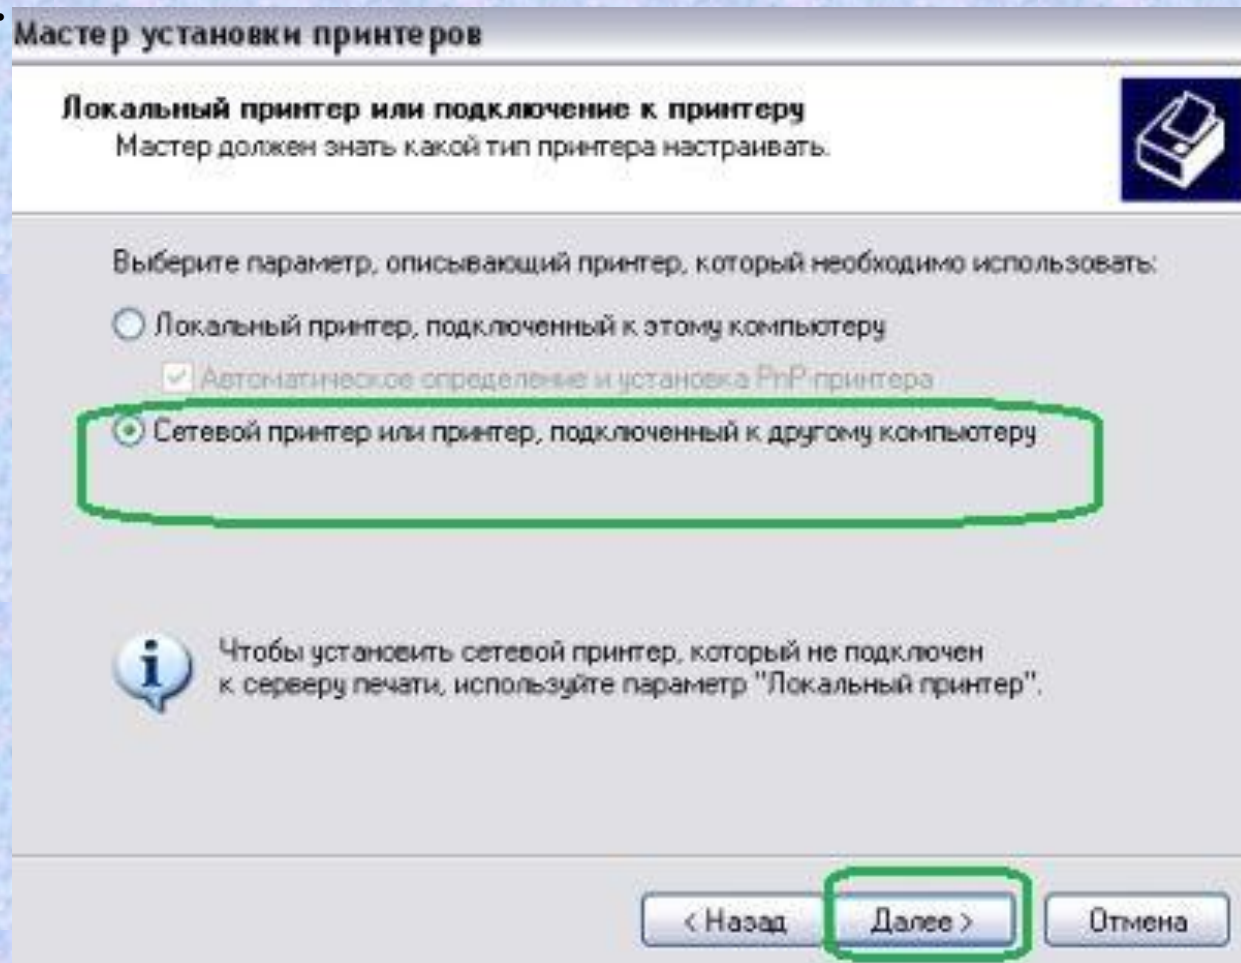 Мастер установки принтеров
Локальный принтер или подключение к принтеру
Мастер должен знать какой тип принтера настраивать.
Выберите параметр, описывающий принтер, который необходимо использовать:
Локальный принтер, подключенный к этому компьютеру
Автоматическое определение и установка PnP-принтера
Сетевой принтер или принтер, подключенный к другому компьютеру
Чтобы установить сетевой принтер, который не подключен
к серверу печати, используйте параметр "Локальный принтер".
< Назад Далее > Отмена